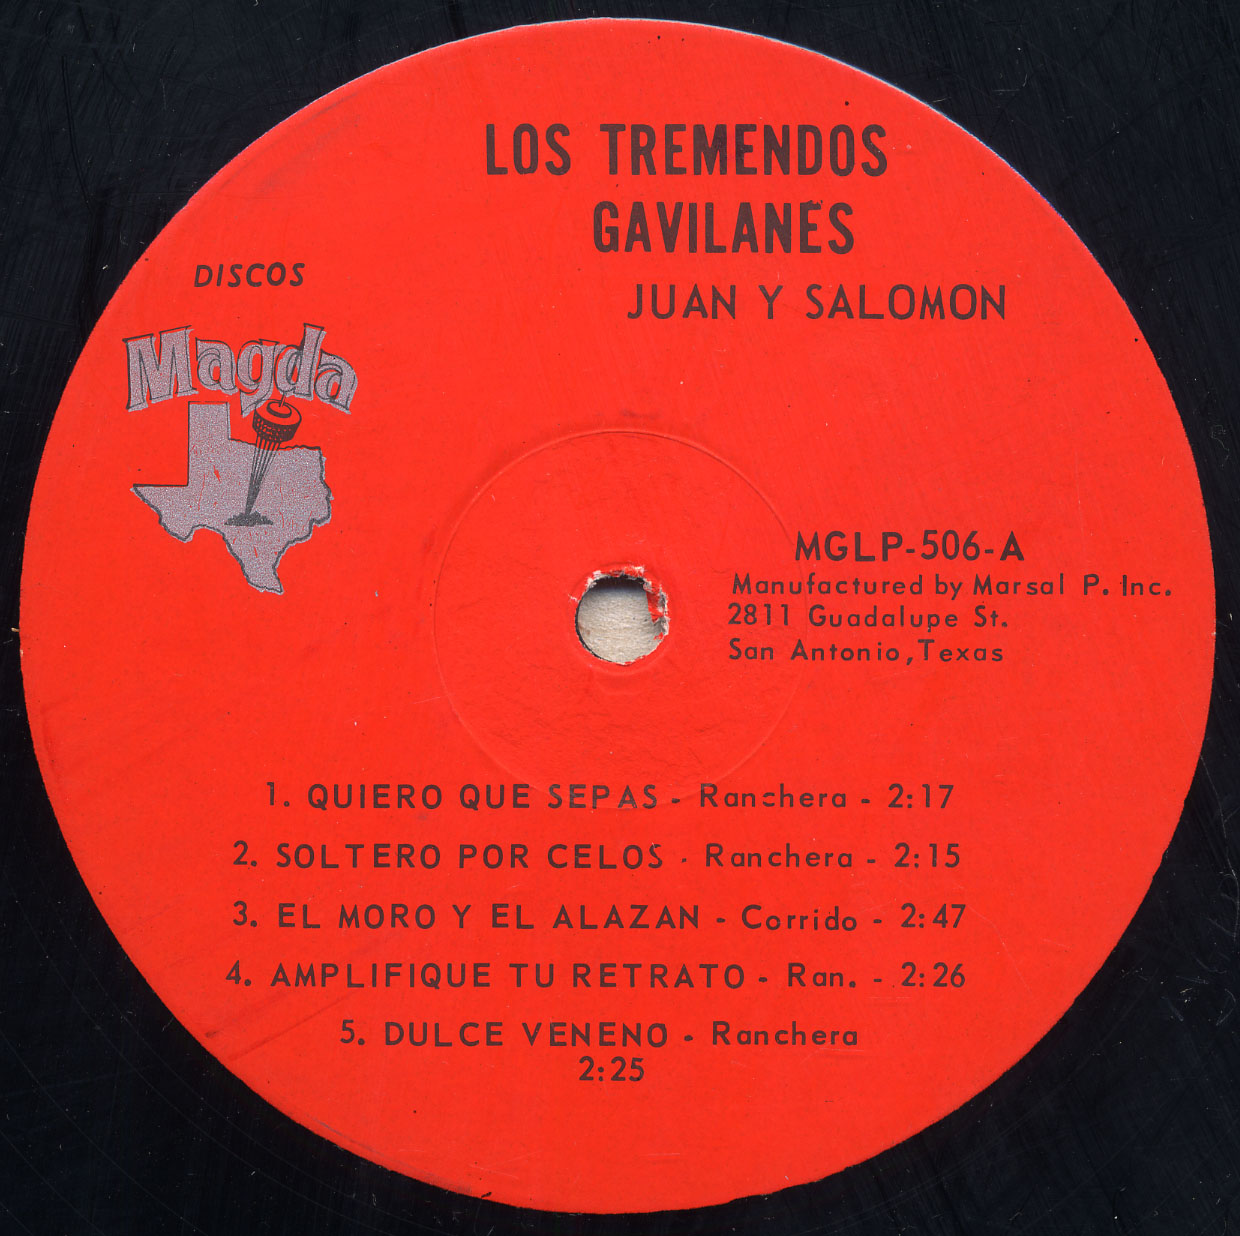 LOS TREMENDOS
GAVILANES
JUAN Y SALOMON
DISCOS
Magda
MGLP-506-A
Manufactured by Marsal P. Inc.
2811 Guadalupe St.
San Antonio, Texas
1. QUIERO QUE SEPAS - Ranchera - 2:17
2. SOLTERO POR CELOS - Ranchera - 2:15
3. EL MORO Y EL ALAZAN - Corrido - 2:47
4. AMPLIFIQUE TU RETRATO - Ran. - 2:26
5. DULCE VENENO - Ranchera
2:25